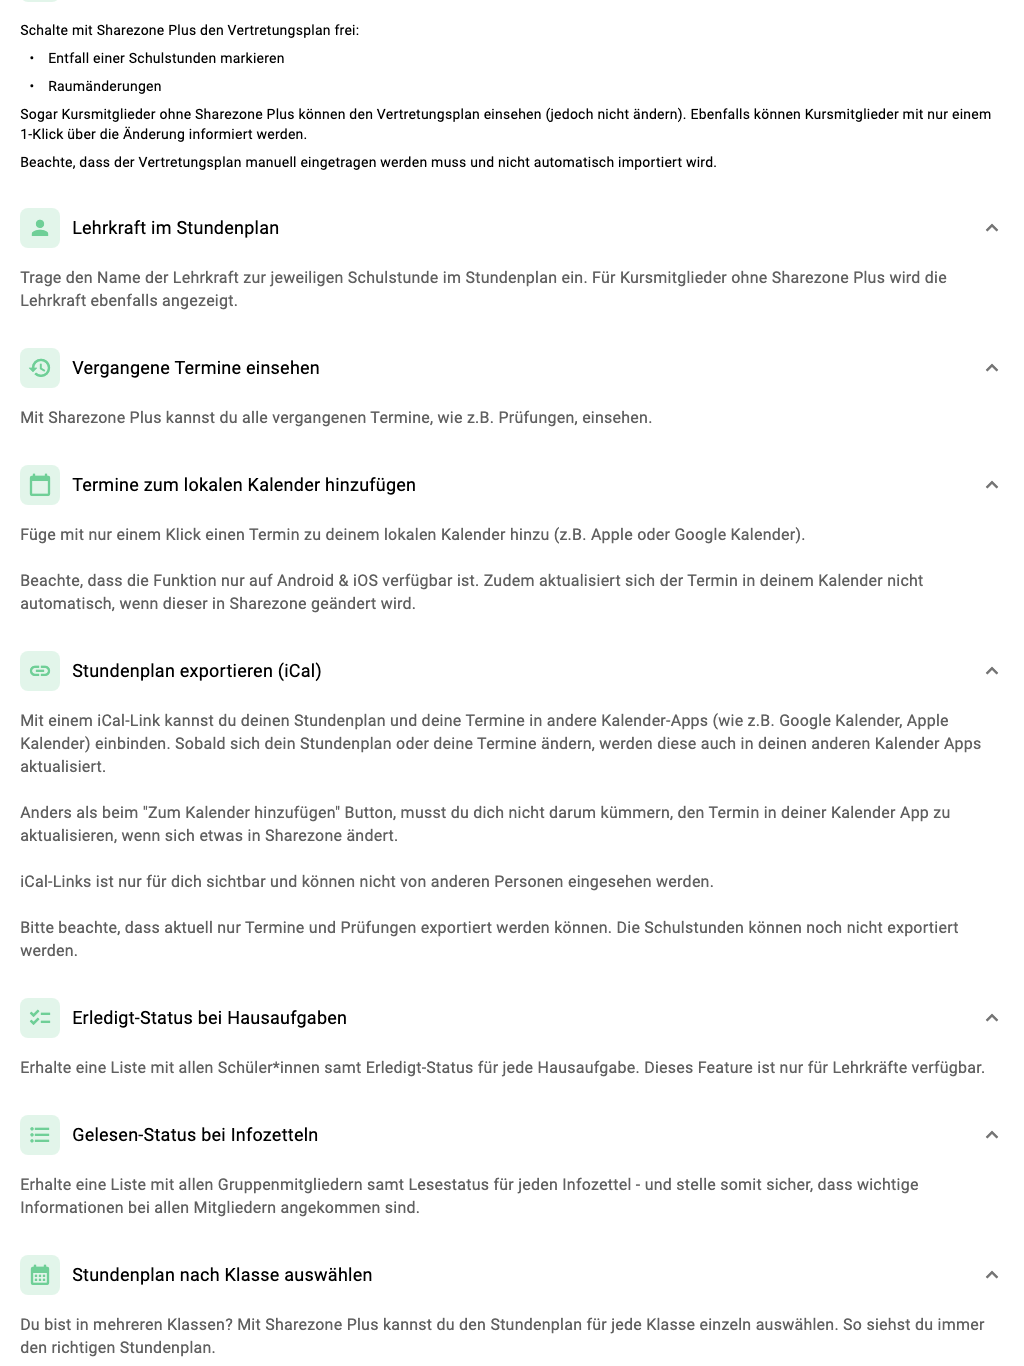 Schalte mit Sharezone Plus den Vertretungsplan frei:
• Entfall einer Schulstunden markieren
• Raumänderungen
Sogar Kursmitglieder ohne Sharezone Plus können den Vertretungsplan einsehen (jedoch nicht ändern). Ebenfalls können Kursmitglieder mit nur einem
1-Klick über die Änderung informiert werden.
Beachte, dass der Vertretungsplan manuell eingetragen werden muss und nicht automatisch importiert wird.
Lehrkraft im Stundenplan
Trage den Name der Lehrkraft zur jeweiligen Schulstunde im Stundenplan ein. Für Kursmitglieder ohne Sharezone Plus wird die
Lehrkraft ebenfalls angezeigt.
Vergangene Termine einsehen
Mit Sharezone Plus kannst du alle vergangenen Termine, wie z.B. Prüfungen, einsehen.
Termine zum lokalen Kalender hinzufügen
Füge mit nur einem Klick einen Termin zu deinem lokalen Kalender hinzu (z.B. Apple oder Google Kalender).
Beachte, dass die Funktion nur auf Android & iOS verfügbar ist. Zudem aktualisiert sich der Termin in deinem Kalender nicht
automatisch, wenn dieser in Sharezone geändert wird.
Stundenplan exportieren (iCal)
Mit einem iCal-Link kannst du deinen Stundenplan und deine Termine in andere Kalender-Apps (wie z.B. Google Kalender, Apple
Kalender) einbinden. Sobald sich dein Stundenplan oder deine Termine ändern, werden diese auch in deinen anderen Kalender Apps
aktualisiert.
Anders als beim "Zum Kalender hinzufügen" Button, musst du dich nicht darum kümmern, den Termin in deiner Kalender App zu
aktualisieren, wenn sich etwas in Sharezone ändert.
iCal-Links ist nur für dich sichtbar und können nicht von anderen Personen eingesehen werden.
Bitte beachte, dass aktuell nur Termine und Prüfungen exportiert werden können. Die Schulstunden können noch nicht exportiert
werden.
Erledigt-Status bei Hausaufgaben
Erhalte eine Liste mit allen Schüler*innen samt Erledigt-Status für jede Hausaufgabe. Dieses Feature ist nur für Lehrkräfte verfügbar.
Gelesen-Status bei Infozetteln
Erhalte eine Liste mit allen Gruppenmitgliedern samt Lesestatus für jeden Infozettel - und stelle somit sicher, dass wichtige
Informationen bei allen Mitgliedern angekommen sind.
Stundenplan nach Klasse auswählen
Du bist in mehreren Klassen? Mit Sharezone Plus kannst du den Stundenplan für jede Klasse einzeln auswählen. So siehst du immer
den richtigen Stundenplan.